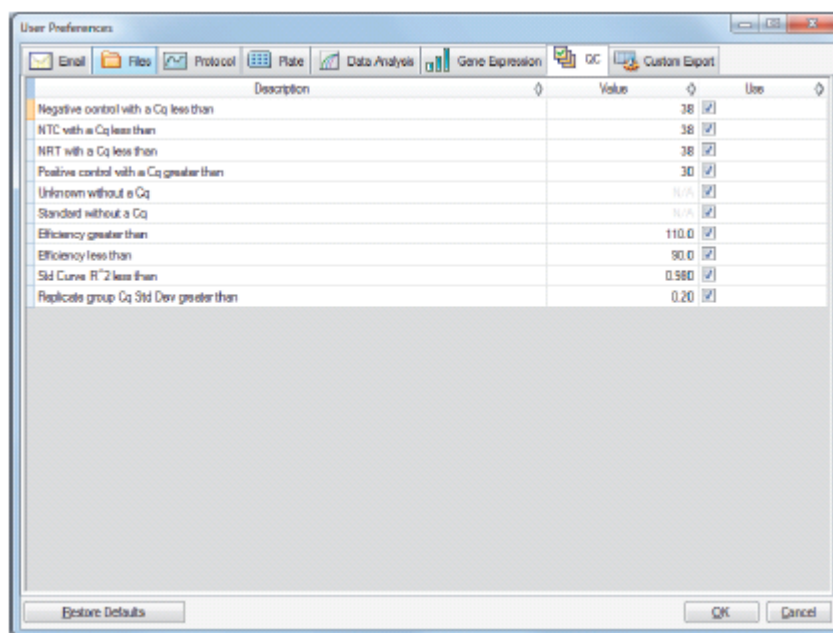 User Preferences
Email Files Protocol Plate Data Analysis Gene Expression QC Custom Export
Description Value Use
Negative control with a Cq less than 38
NTC with a Cq less than 38
NRT with a Cq less than 38
Positive control with a Cq greater than 30
Unknown without a Cq N/A
Standard without a Cq N/A
Efficiency greater than 110.0
Efficiency less than 90.0
Std Curve R^2 less than 0.980
Replicate group Cq Std Dev greater than 0.20
Restore Defaults OK Cancel